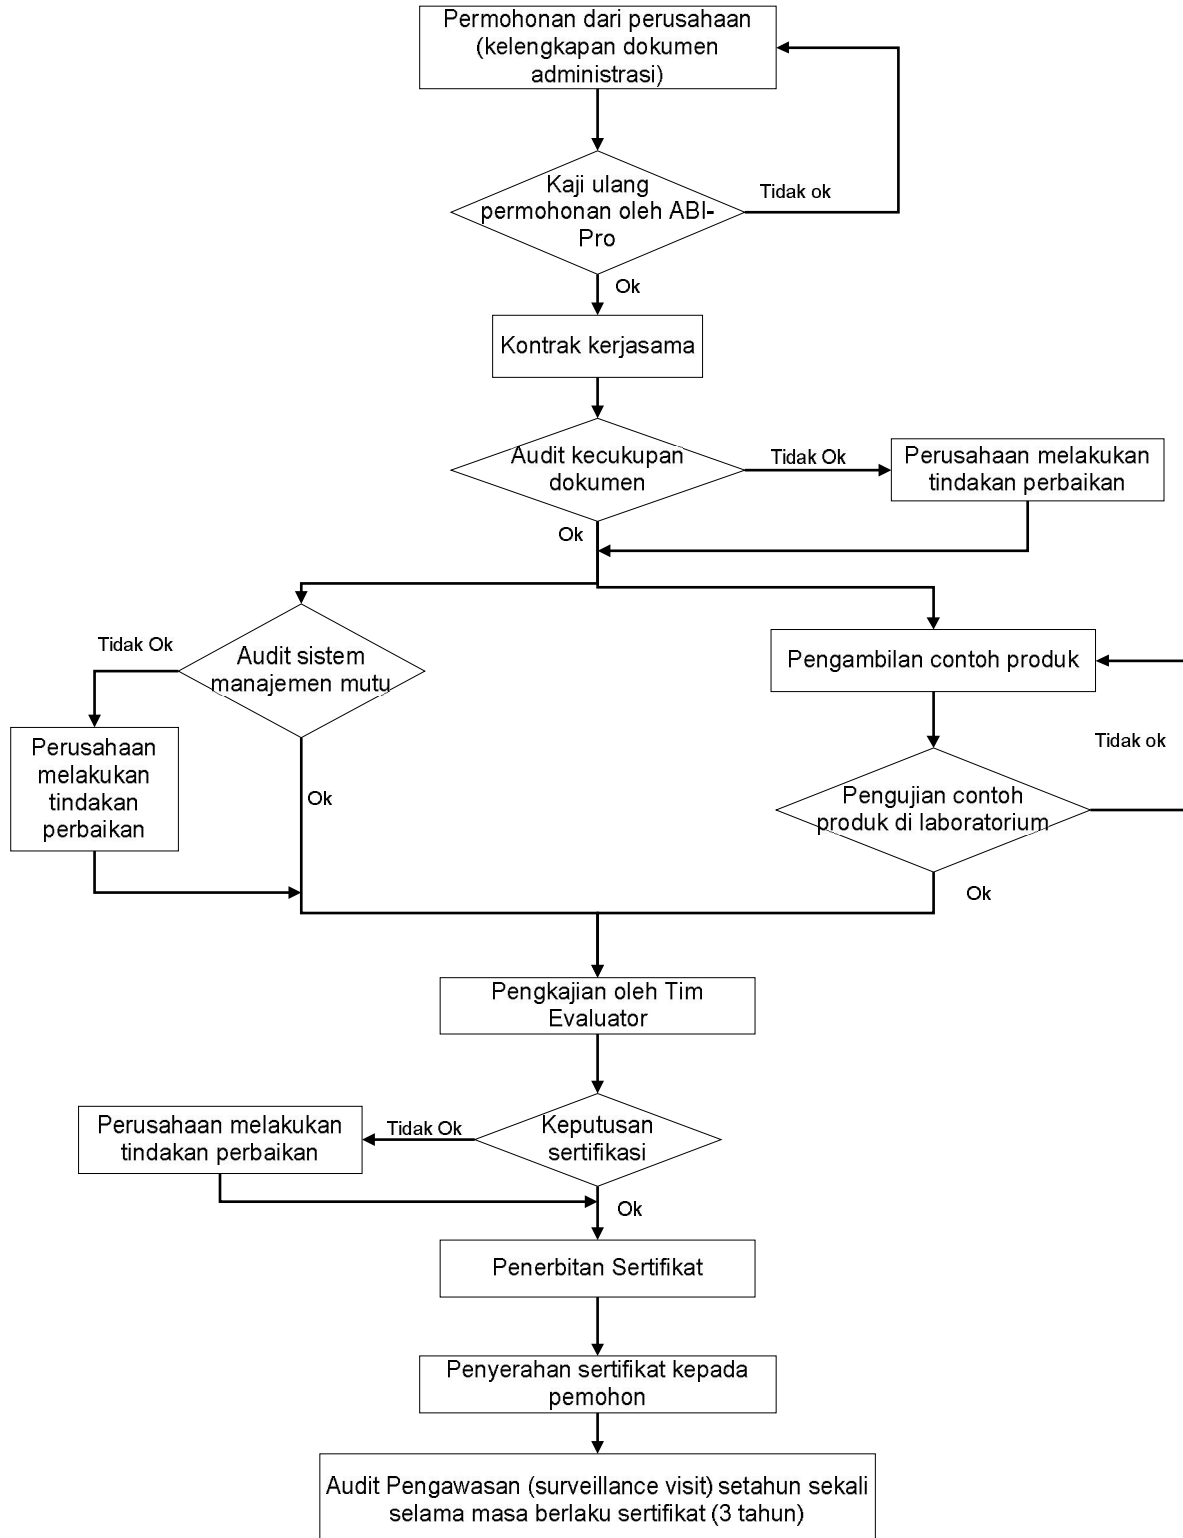 Permohonan dari perusahaan
(kelengkapan dokumen
administrasi)
Kaji ulang
permohonan oleh ABI-
Pro
Tidak ok
Ok
Kontrak kerjasama
Audit kecukupan
dokumen
Tidak Ok
Perusahaan melakukan
tindakan perbaikan
Ok
Tidak Ok
Audit sistem
manajemen mutu
Pengambilan contoh produk
Perusahaan
melakukan
tindakan
perbaikan
Ok
Tidak ok
Pengujian contoh
produk di laboratorium
Ok
Pengkajian oleh Tim
Evaluator
Perusahaan melakukan
tindakan perbaikan
Tidak Ok
Keputusan
sertifikasi
Ok
Penerbitan Sertifikat
Penyerahan sertifikat kepada
pemohon
Audit Pengawasan (surveillance visit) setahun sekali
selama masa berlaku sertifikat (3 tahun)